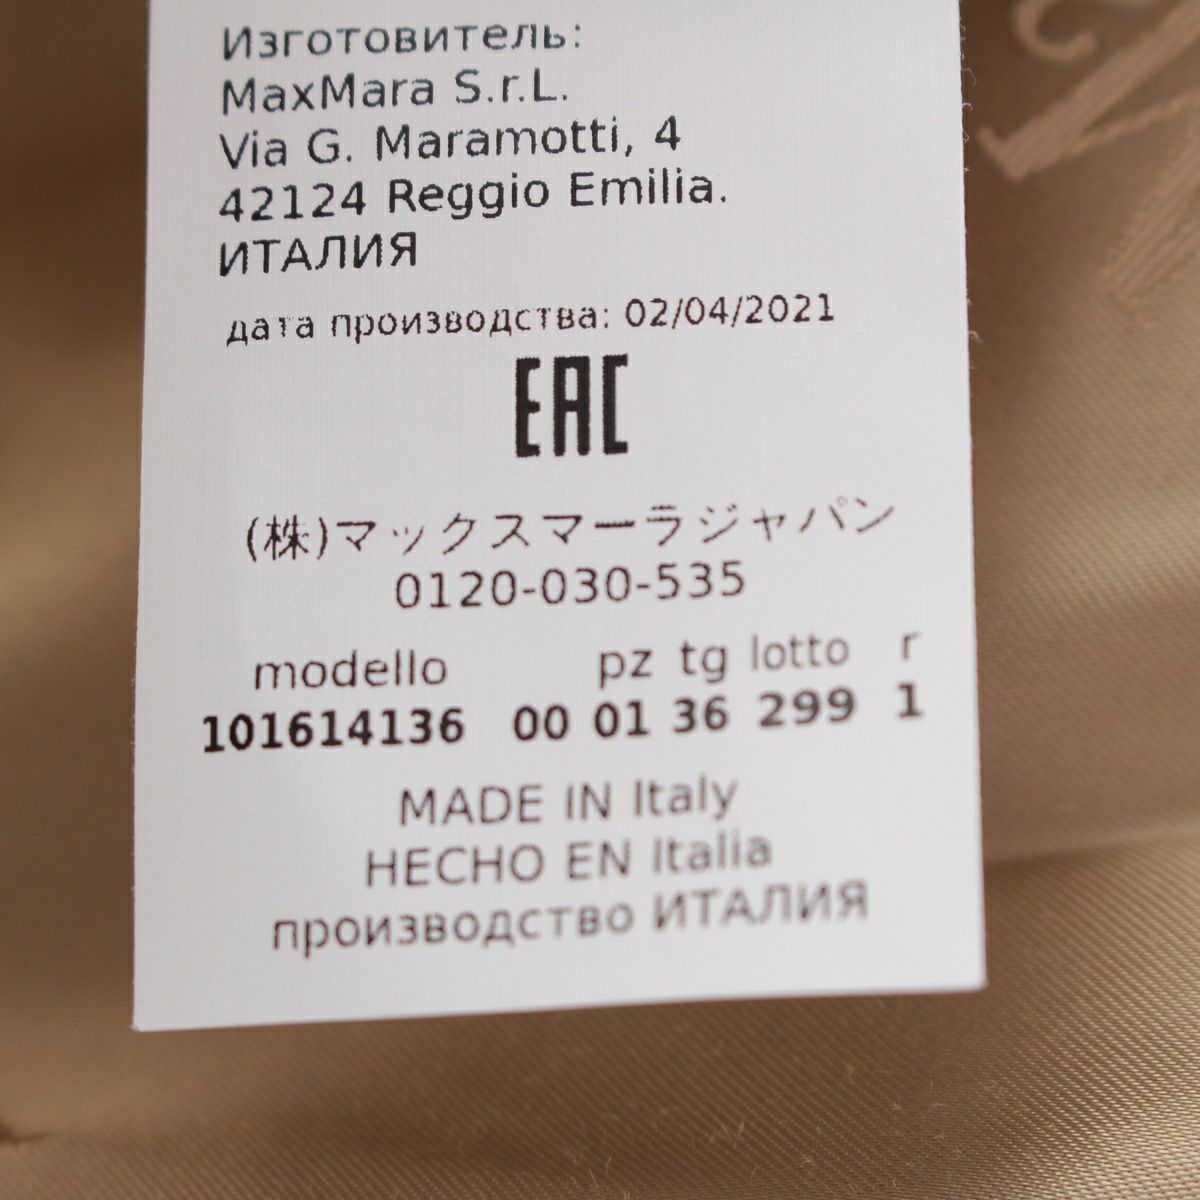 Изготовитель:
MaxMara S.r.L.
Via G. Maramotti, 4
42124 Reggio Emilia.
ИТАЛИЯ
дата производства: 02/04/2021
EAC
(株)マックスマーラジャパン
0120-030-535
modello pz tg lotto r
101614136 00 01 36 299 1
MADE IN Italy
HECHO EN Italia
производство ИТАЛИЯ